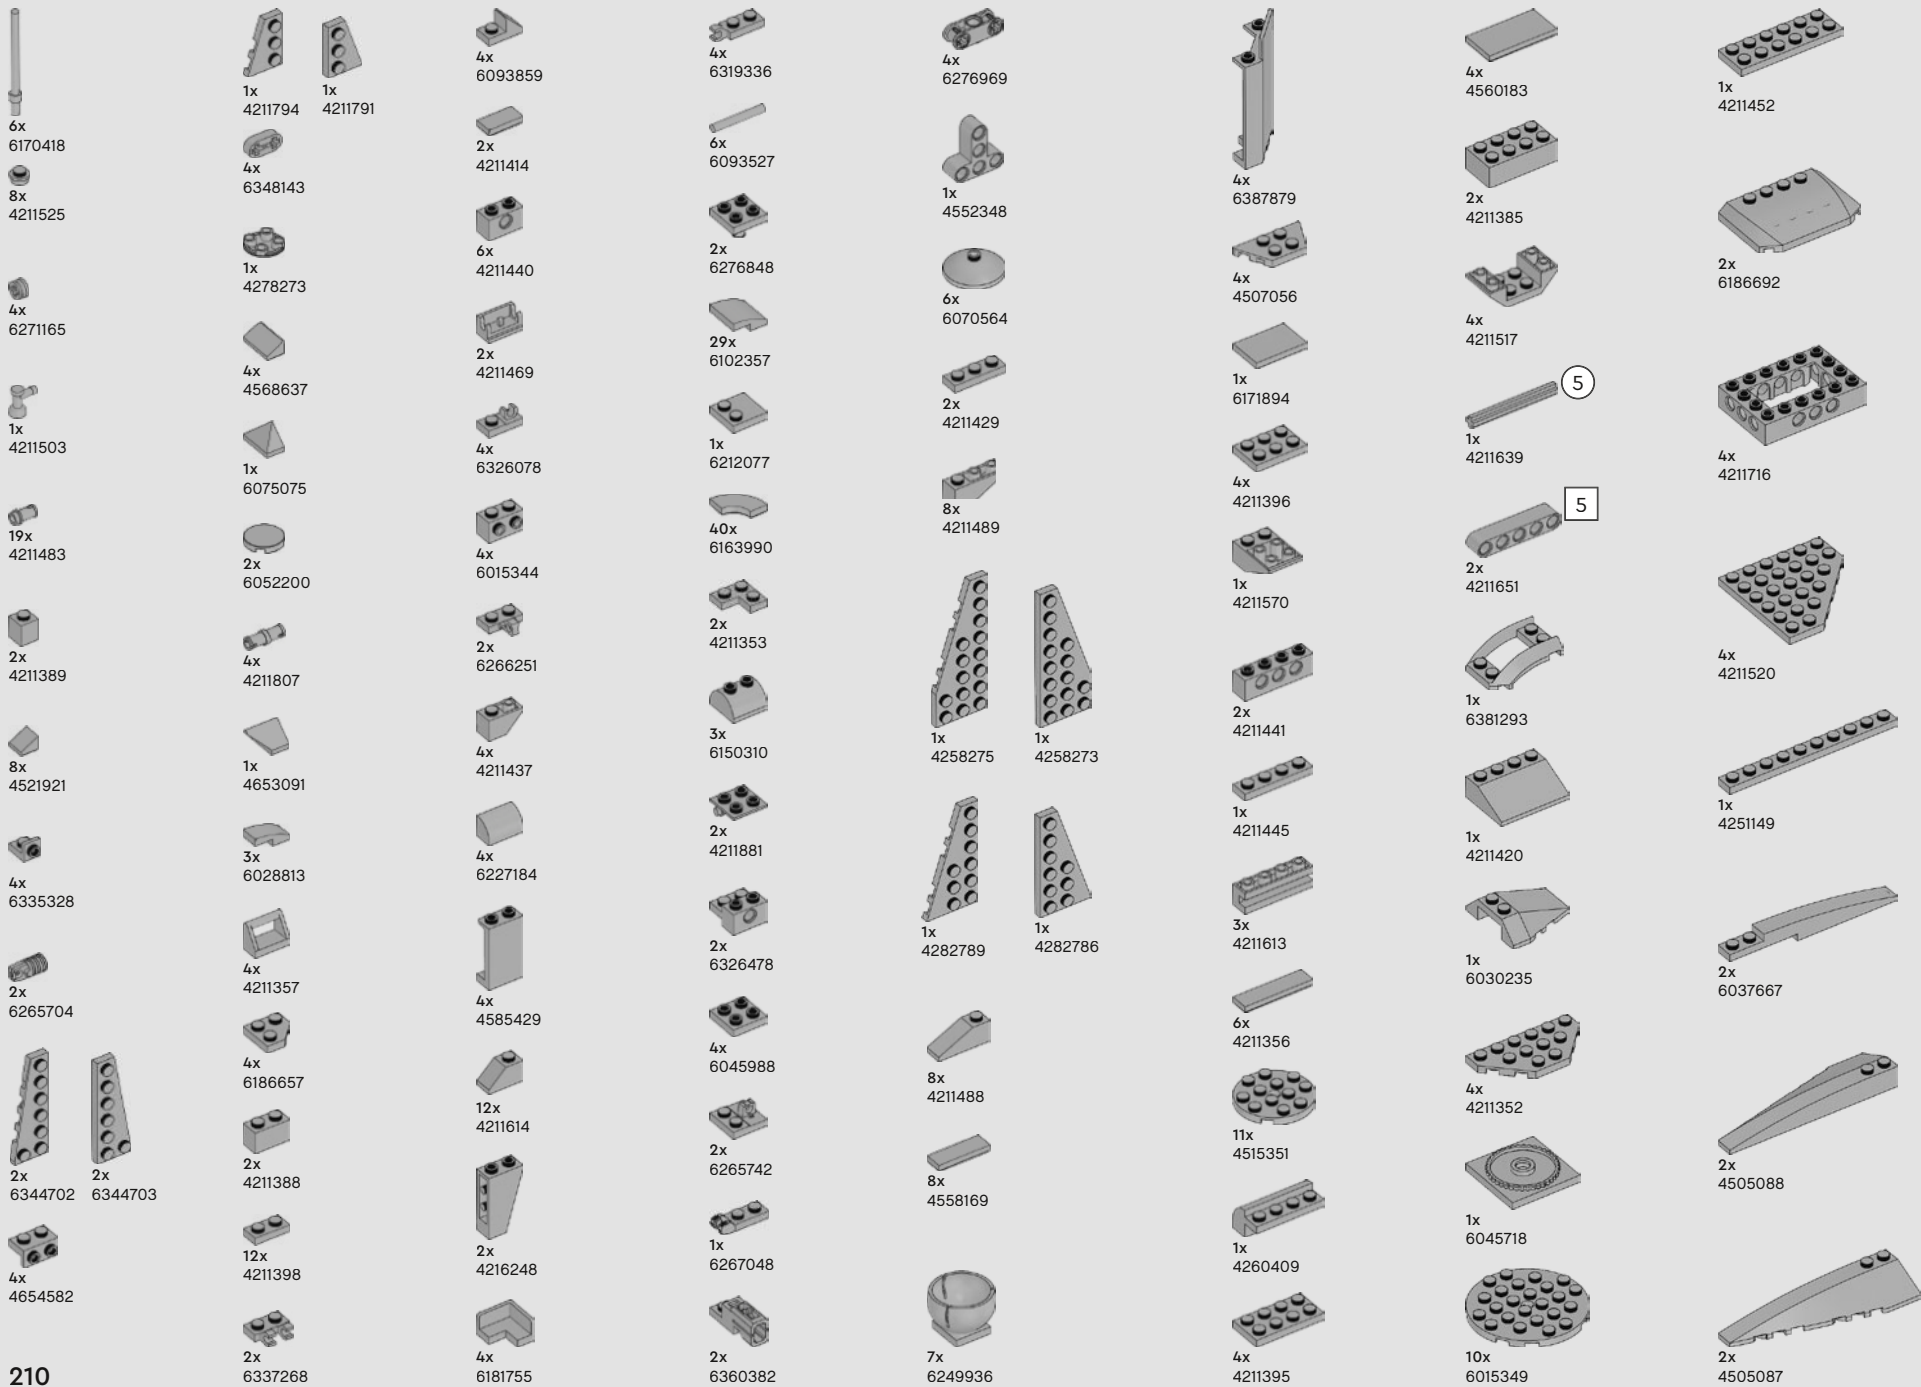 6x
6170418
8x
4211525
4x
6271165
1x
4211503
19x
4211483
2x
4211389
8x
4521921
4x
6335328
2x
6265704
2x
6344702
2x
6344703
4x
4654582
1x
4211794
1x
4211791
4x
6348143
1x
4278273
4x
4568637
1x
6075075
2x
6052200
4x
4211807
1x
4653091
3x
6028813
4x
4211357
4x
6186657
2x
4211388
12x
4211398
2x
6337268
4x
6093859
2x
4211414
6x
4211440
2x
4211469
4x
6326078
4x
6015344
2x
6266251
4x
4211437
4x
6227184
4x
4585429
12x
4211614
2x
4216248
4x
6181755
4x
6319336
6x
6093527
2x
6276848
29x
6102357
1x
6212077
40x
6163990
2x
4211353
3x
6150310
2x
4211881
2x
6326478
4x
6045988
2x
6265742
1x
6267048
2x
6360382
4x
6276969
1x
4552348
6x
6070564
2x
4211429
8x
4211489
1x
4258275
1x
4258273
1x
4282789
1x
4282786
8x
4211488
8x
4558169
7x
6249936
4x
6387879
4x
4507056
1x
6171894
4x
4211396
1x
4211570
2x
4211441
1x
4211445
3x
4211613
6x
4211356
11x
4515351
1x
4260409
4x
4211395
4x
4560183
2x
4211385
4x
4211517
5
1x
4211639
5
2x
4211651
1x
6381293
1x
4211420
1x
6030235
4x
4211352
1x
6045718
10x
6015349
1x
4211452
2x
6186692
4x
4211716
4x
4211520
1x
4251149
2x
6037667
2x
4505088
2x
4505087
210